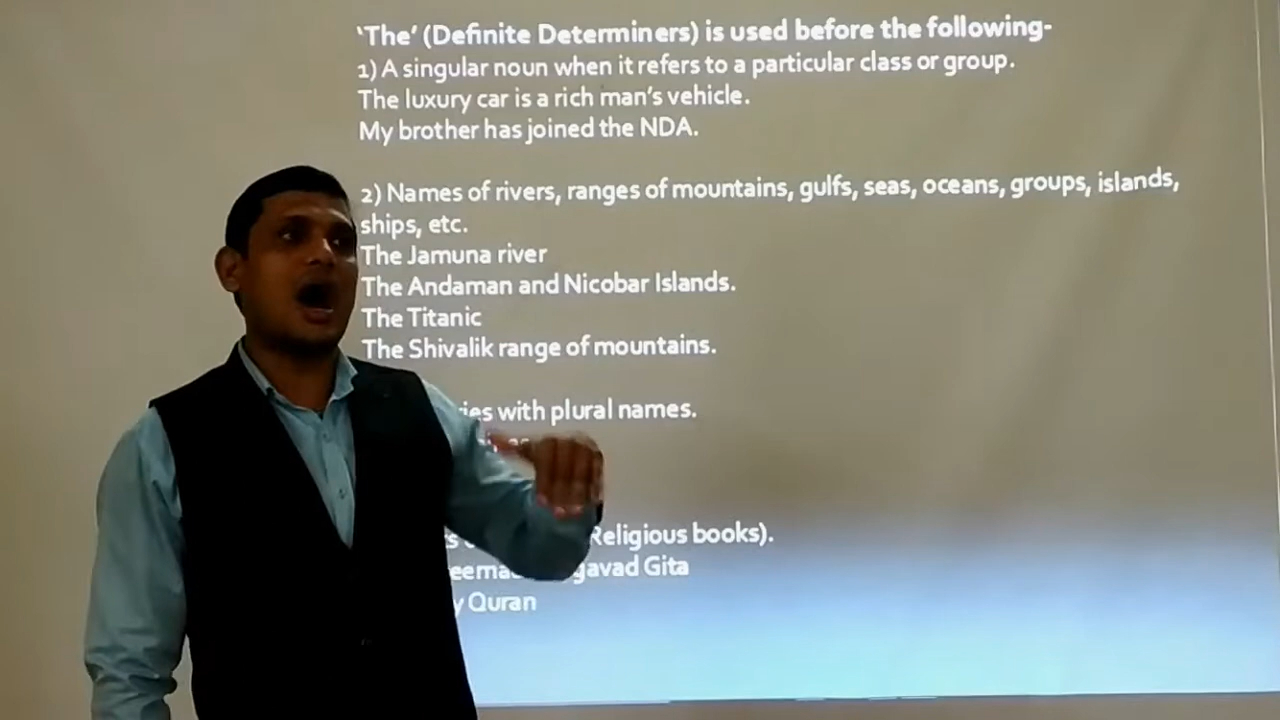 ‘The’ (Definite Determiners) is used before the following-
1) A singular noun when it refers to a particular class or group.
The luxury car is a rich man’s vehicle.
My brother has joined the NDA.
2) Names of rivers, ranges of mountains, gulfs, seas, oceans, groups, islands,
ships, etc.
The Jamuna river
The Andaman and Nicobar Islands.
The Titanic
The Shivalik range of mountains.
with plural names.
Religious books).
Gita
Quran